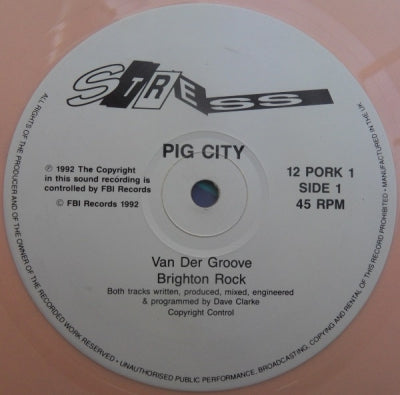 STRESS
PIG CITY
℗ 1992 The Copyright
in this sound recording is
controlled by FBI Records
© FBI Records 1992
12 PORK 1
SIDE 1
45 RPM
Van Der Groove
Brighton Rock
Both tracks written, produced, mixed, engineered
& programmed by Dave Clarke
Copyright Control
ALL RIGHTS OF THE PRODUCER AND OF THE OWNER OF THE RECORDED WORK RESERVED • UNAUTHORISED PUBLIC PERFORMANCE, BROADCASTING, COPYING AND RENTAL OF THIS RECORD PROHIBITED • MANUFACTURED IN THE UK